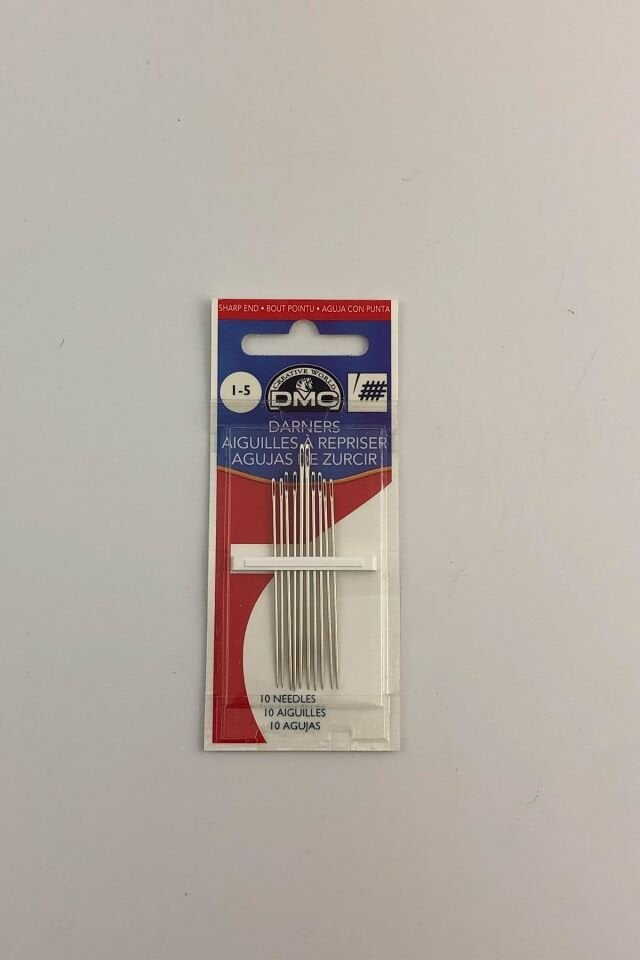 SHARP END • BOUT POINTU • AGUJA CON PUNTA
1-5
CREATIVE WORLD
DMC
DARNERS
AIGUILLES À REPRISER
AGUJAS DE ZURCIR
10 NEEDLES
10 AIGUILLES
10 AGUJAS